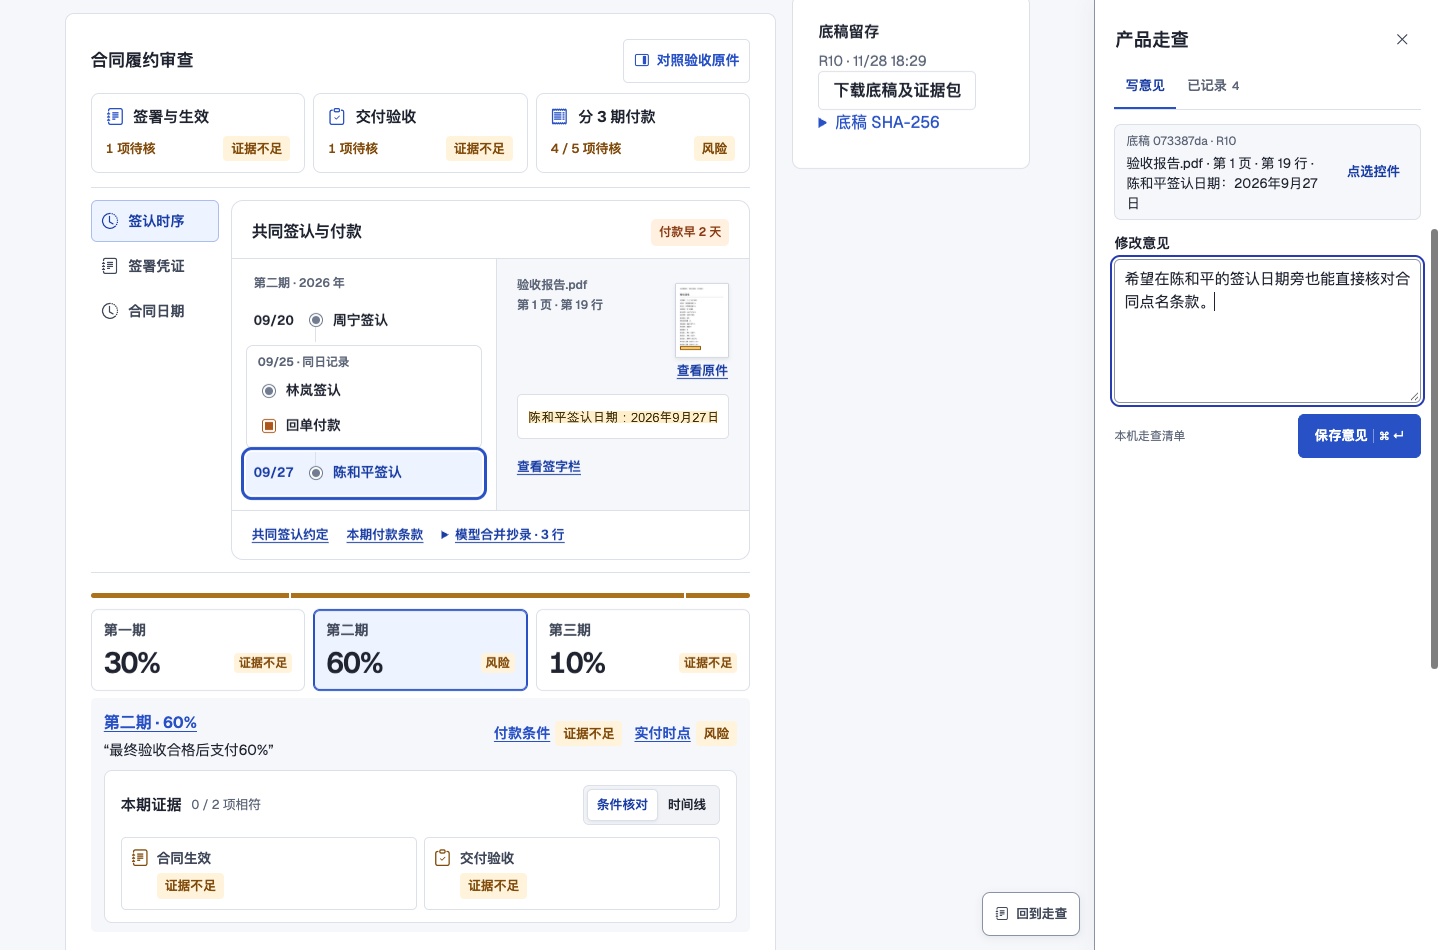 合同履约审查
对照验收原件
签署与生效
1 项待核
证据不足
交付验收
1 项待核
证据不足
分 3 期付款
4 / 5 项待核
风险
签认时序
签署凭证
合同日期
共同签认与付款
付款早 2 天
第二期 · 2026 年
09/20
周宁签认
09/25 · 同日记录
林岚签认
回单付款
09/27
陈和平签认
验收报告.pdf
第 1 页 · 第 19 行
查看原件
陈和平签认日期：2026年9月27日
查看签字栏
共同签认约定
本期付款条款
模型合并抄录 · 3 行
第一期
30%
证据不足
第二期
60%
风险
第三期
10%
证据不足
第二期 · 60%
“最终验收合格后支付60%”
付款条件
证据不足
实付时点
风险
本期证据
0 / 2 项相符
条件核对
时间线
合同生效
证据不足
交付验收
证据不足
底稿留存
R10 · 11/28 18:29
下载底稿及证据包
底稿 SHA-256
回到走查
产品走查
写意见
已记录 4
底稿 073387da · R10
验收报告.pdf · 第 1 页 · 第 19 行 ·
陈和平签认日期：2026年9月27
日
点选控件
修改意见
希望在陈和平的签认日期旁也能直接核对合
同点名条款。
本机走查清单
保存意见 ⌘ ↵